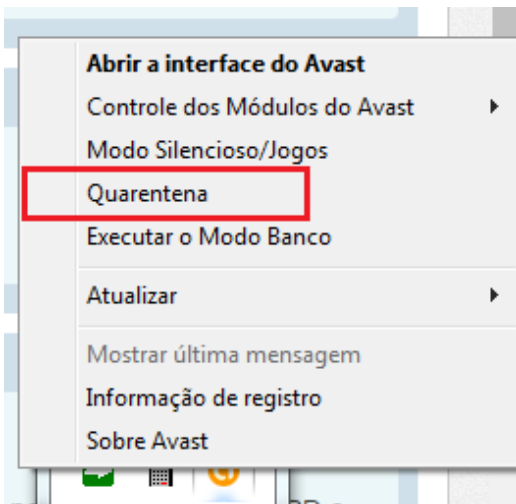 Abrir a interface do Avast
Controle dos Módulos do Avast
Modo Silencioso/Jogos
Quarentena
Executar o Modo Banco
Atualizar
Mostrar última mensagem
Informação de registro
Sobre Avast